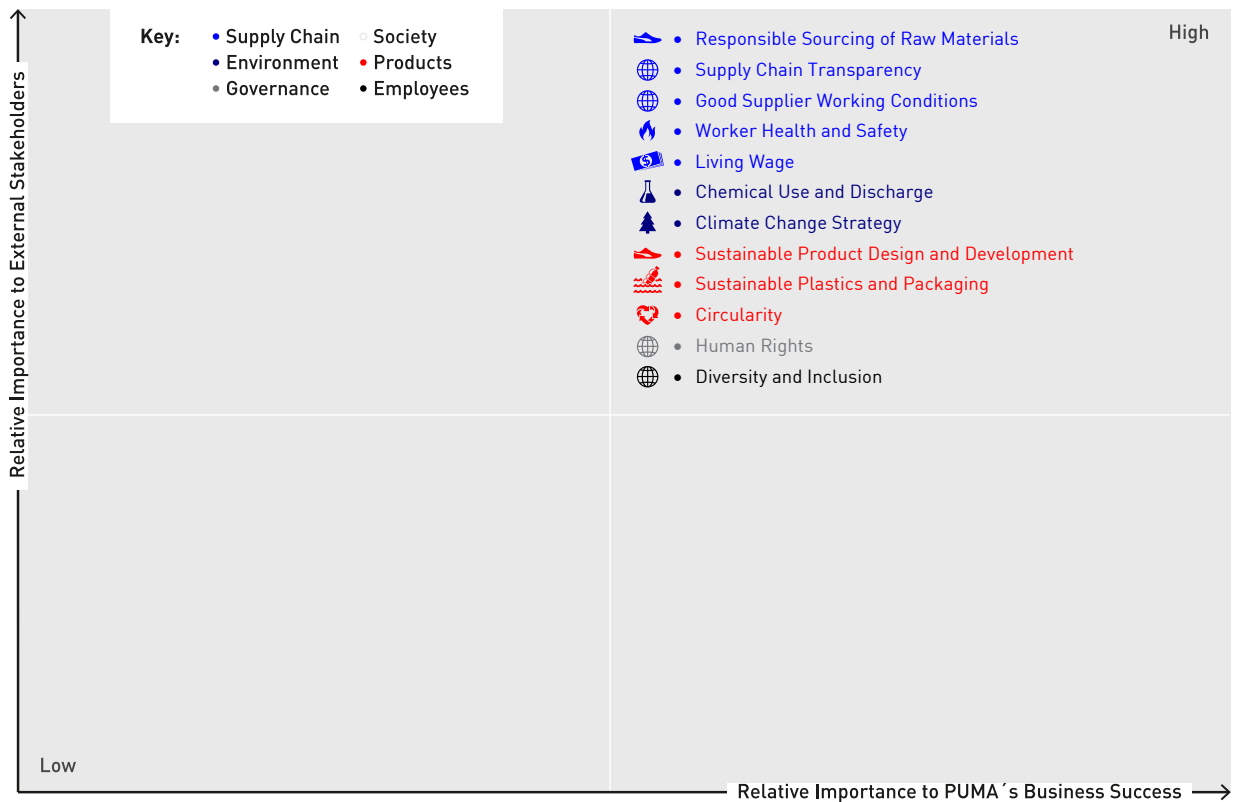 Key:
• Supply Chain
○ Society
• Environment
• Products
• Governance
• Employees
High
• Responsible Sourcing of Raw Materials
• Supply Chain Transparency
• Good Supplier Working Conditions
• Worker Health and Safety
$ • Living Wage
• Chemical Use and Discharge
• Climate Change Strategy
• Sustainable Product Design and Development
• Sustainable Plastics and Packaging
• Circularity
• Human Rights
• Diversity and Inclusion
Relative Importance to External Stakeholders
Low
Relative Importance to PUMA´s Business Success